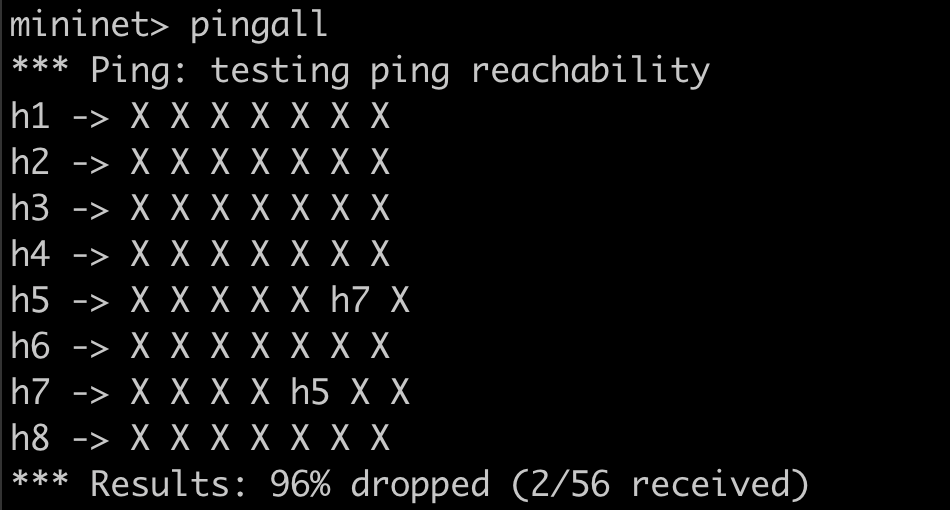 mininet> pingall
*** Ping: testing ping reachability
h1 -> X X X X X X X
h2 -> X X X X X X X
h3 -> X X X X X X X
h4 -> X X X X X X X
h5 -> X X X X X h7 X
h6 -> X X X X X X X
h7 -> X X X X h5 X X
h8 -> X X X X X X X
*** Results: 96% dropped (2/56 received)